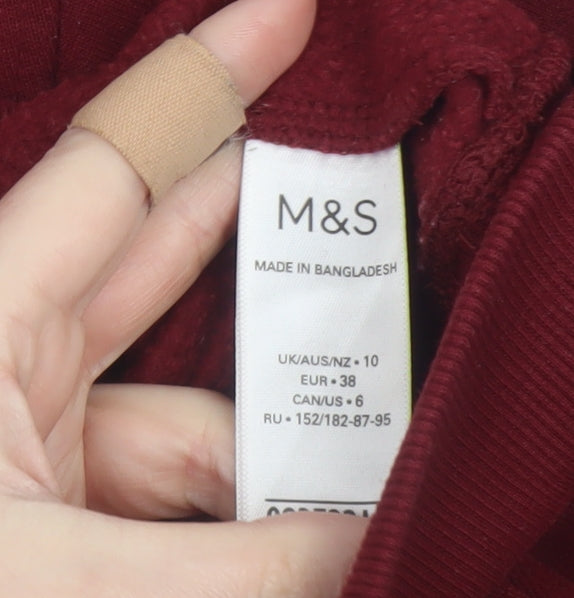 M&S
MADE IN BANGLADESH
UK/AUS/NZ • 10
EUR • 38
CAN/US • 6
RU • 152/182-87-95